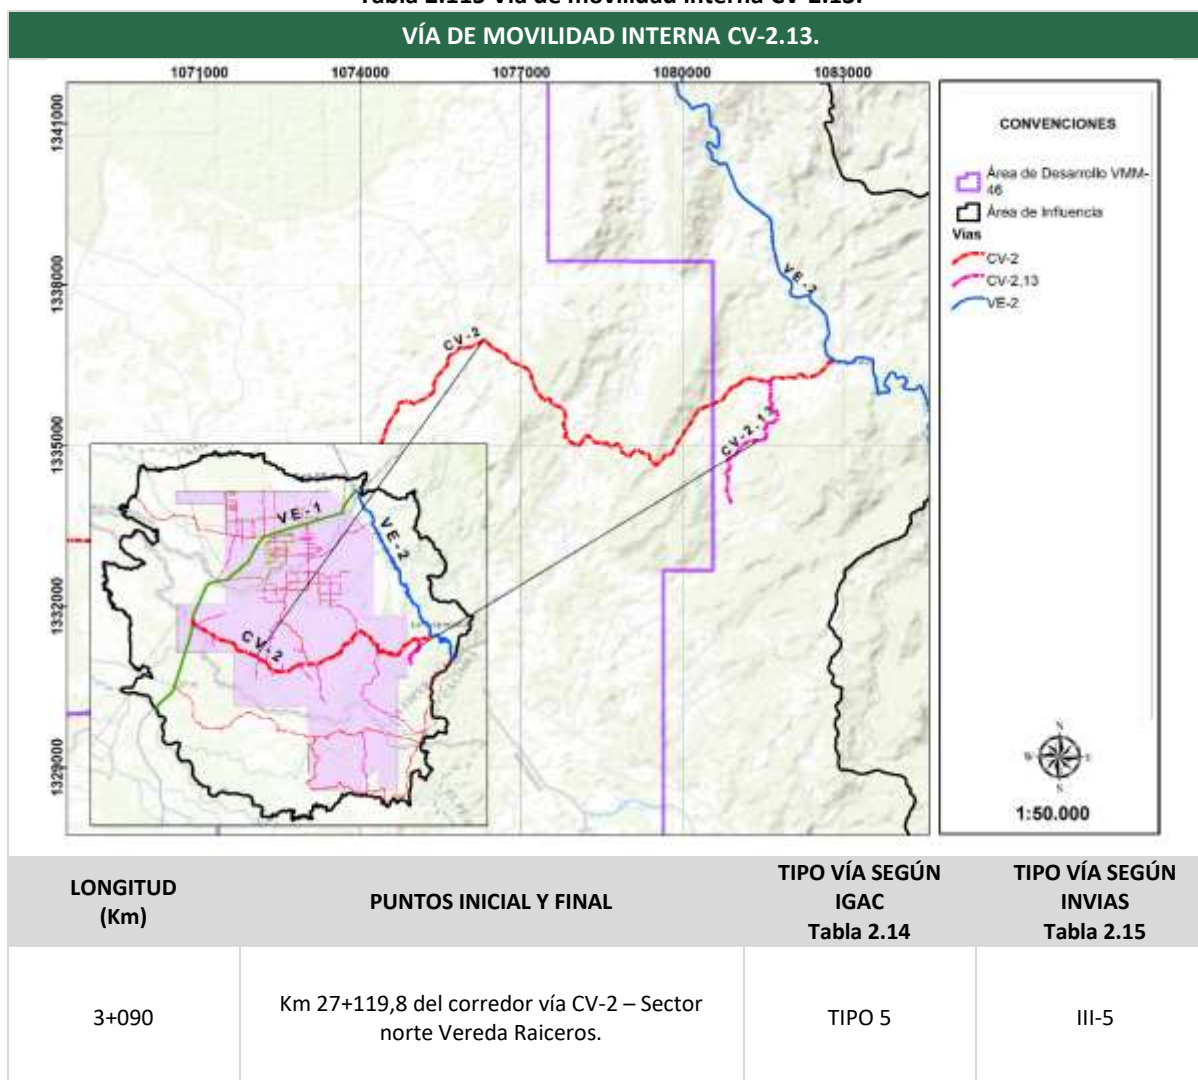 Tabla 2.113 Vía de movilidad interna CV-2.13.
VÍA DE MOVILIDAD INTERNA CV-2.13.
1071000 1074000 1077000 1080000 1083000
1341000
1338000
1335000
1332000
1329000
CV-2
VE-2
CV-2,13
VE-1
VE-2
CV-2
CONVENCIONES
Área de Desarrollo VMM-
46
Área de Influencia
Vías
CV-2
CV-2,13
VE-2
N
W E
S
1:50.000
LONGITUD
(Km)
PUNTOS INICIAL Y FINAL
TIPO VÍA SEGÚN
IGAC
Tabla 2.14
TIPO VÍA SEGÚN
INVIAS
Tabla 2.15
3+090
Km 27+119,8 del corredor vía CV-2 – Sector
norte Vereda Raiceros.
TIPO 5
III-5